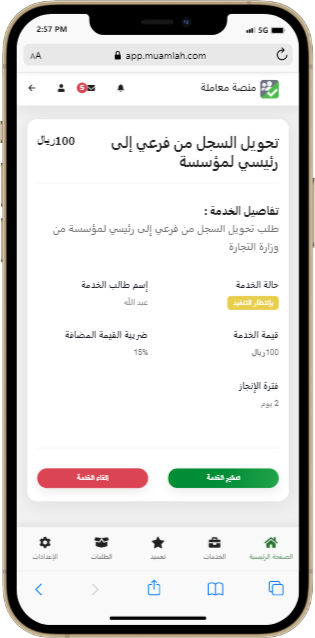 2:57 PM
5G
AA
app.muamlah.com
منصة معاملة
5
تحويل السجل من فرعي إلى
رئيسي لمؤسسة
100ريال
تفاصيل الخدمة :
طلب تحويل السجل من فرعي إلى رئيسي لمؤسسة من
وزارة التجارة
حالة الخدمة
إسم طالب الخدمة
بإنتظار التنفيذ
عبد الله
قيمة الخدمة
ضريبة القيمة المضافة
100ريال
15%
فترة الإنجاز
2 يوم
إلغاء الخدمة
الصفحة الرئيسية
الخدمات
تعميد
الطلبات
الإعدادات